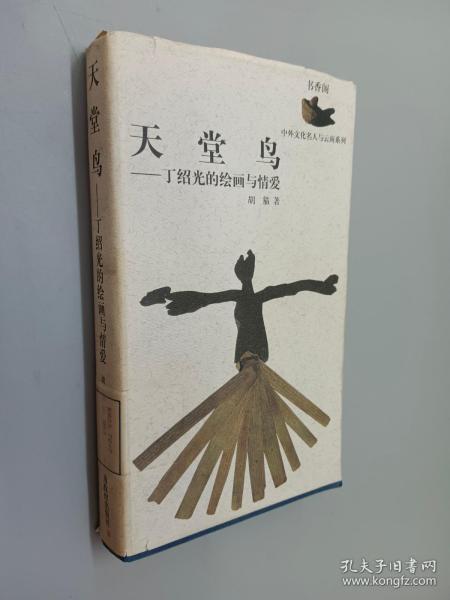 天堂鸟——丁绍光的绘画与情爱
书香阁
中外文化名人与云南系列
天堂鸟
——丁绍光的绘画与情爱
胡 著
孔夫子旧书网
www.kongfz.com